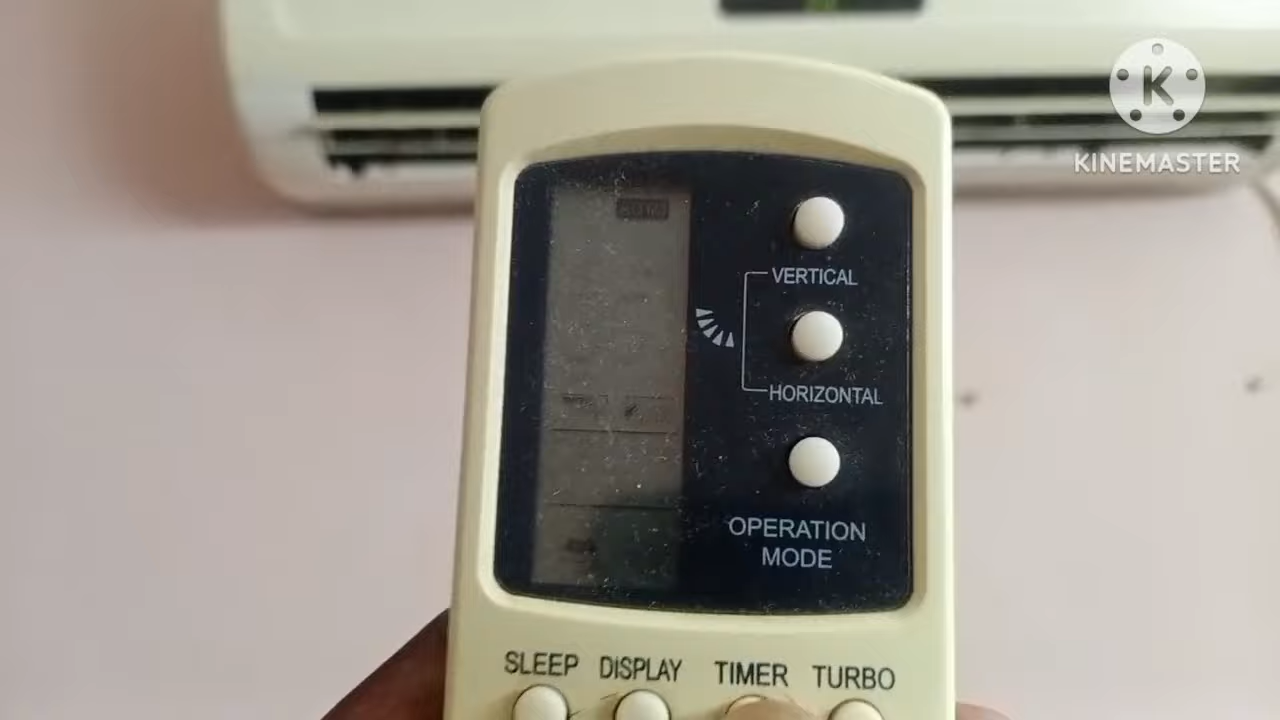 K
KINEMASTER
VERTICAL
HORIZONTAL
OPERATION
MODE
SLEEP DISPLAY TIMER TURBO